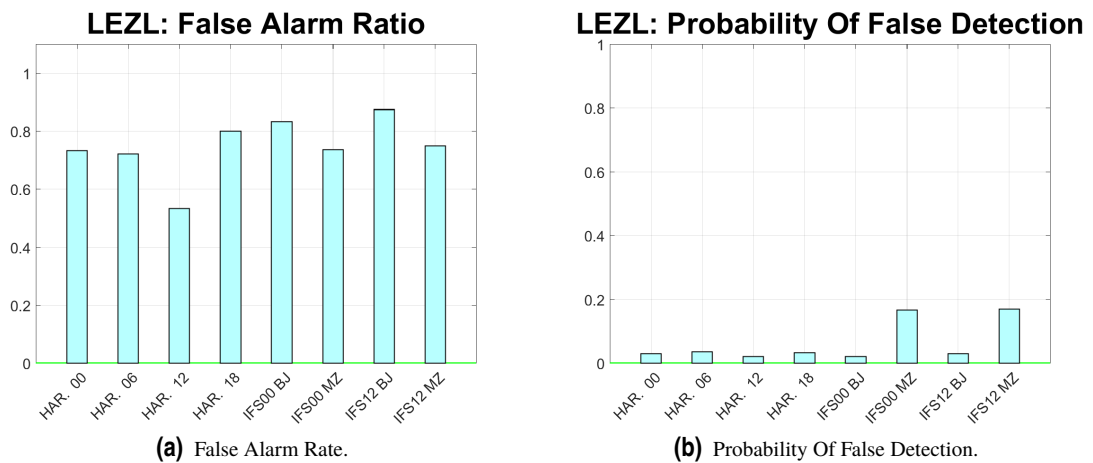 LEZL: False Alarm Ratio
1
0.8
0.6
0.4
0.2
0
HAR. 00
HAR. 06
HAR. 12
HAR. 18
IFS00 BJ
IFS00 MZ
IFS12 BJ
IFS12 MZ
(a) False Alarm Rate.
LEZL: Probability Of False Detection
1
0.8
0.6
0.4
0.2
0
HAR. 00
HAR. 06
HAR. 12
HAR. 18
IFS00 BJ
IFS00 MZ
IFS12 BJ
IFS12 MZ
(b) Probability Of False Detection.